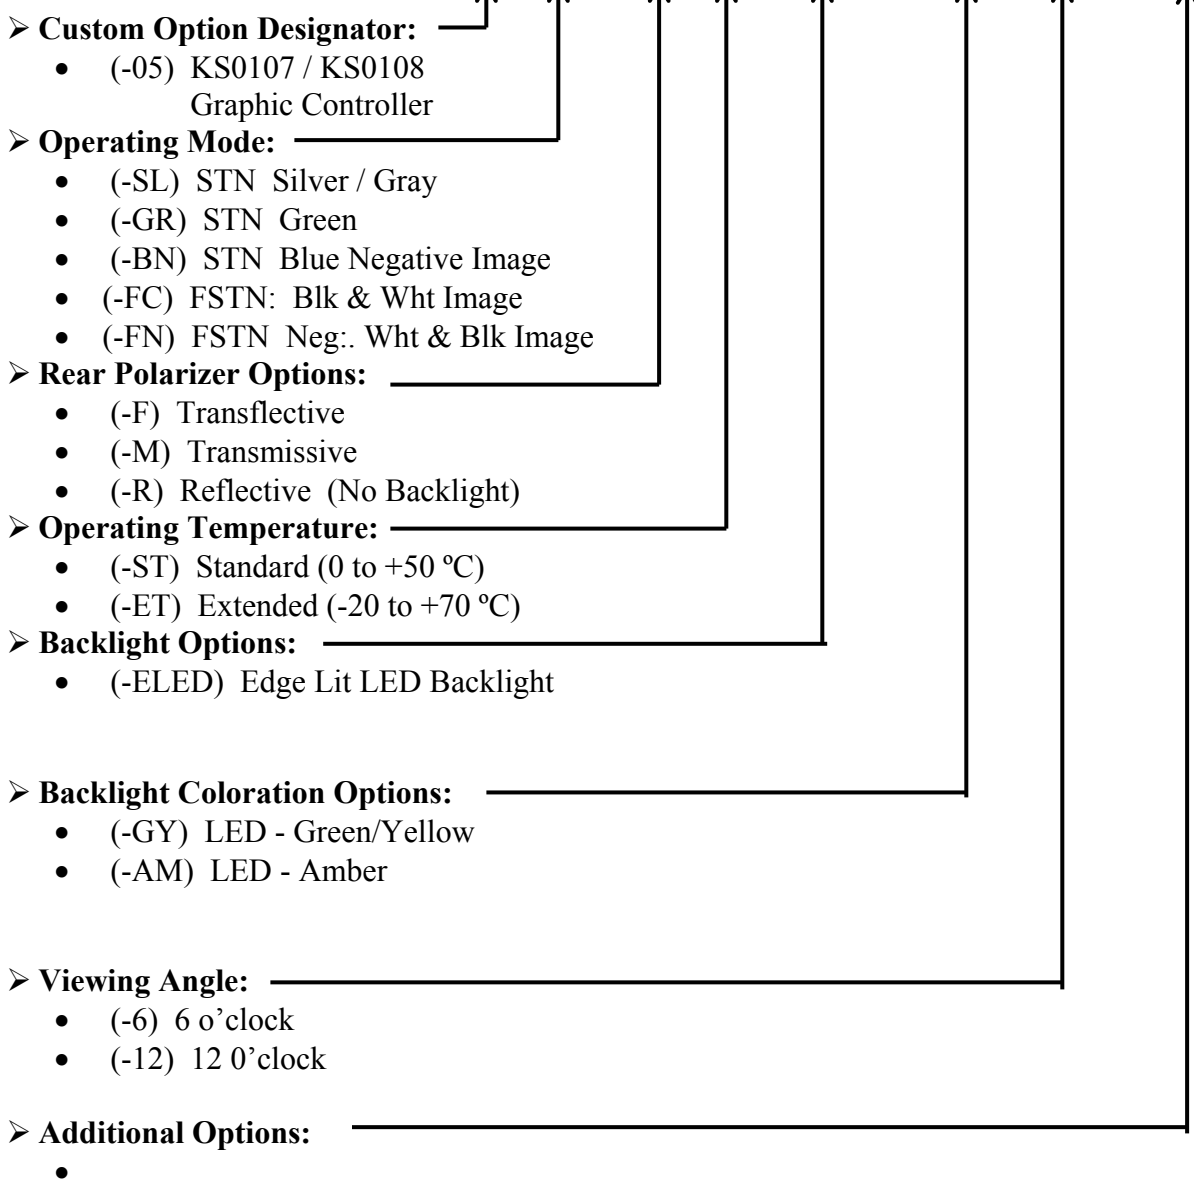 ➢ Custom Option Designator:
• (-05) KS0107 / KS0108
Graphic Controller
➢ Operating Mode:
• (-SL) STN Silver / Gray
• (-GR) STN Green
• (-BN) STN Blue Negative Image
• (-FC) FSTN: Blk & Wht Image
• (-FN) FSTN Neg:. Wht & Blk Image
➢ Rear Polarizer Options:
• (-F) Transflective
• (-M) Transmissive
• (-R) Reflective (No Backlight)
➢ Operating Temperature:
• (-ST) Standard (0 to +50 ºC)
• (-ET) Extended (-20 to +70 ºC)
➢ Backlight Options:
• (-ELED) Edge Lit LED Backlight
➢ Backlight Coloration Options:
• (-GY) LED - Green/Yellow
• (-AM) LED - Amber
➢ Viewing Angle:
• (-6) 6 o’clock
• (-12) 12 0’clock
➢ Additional Options:
•